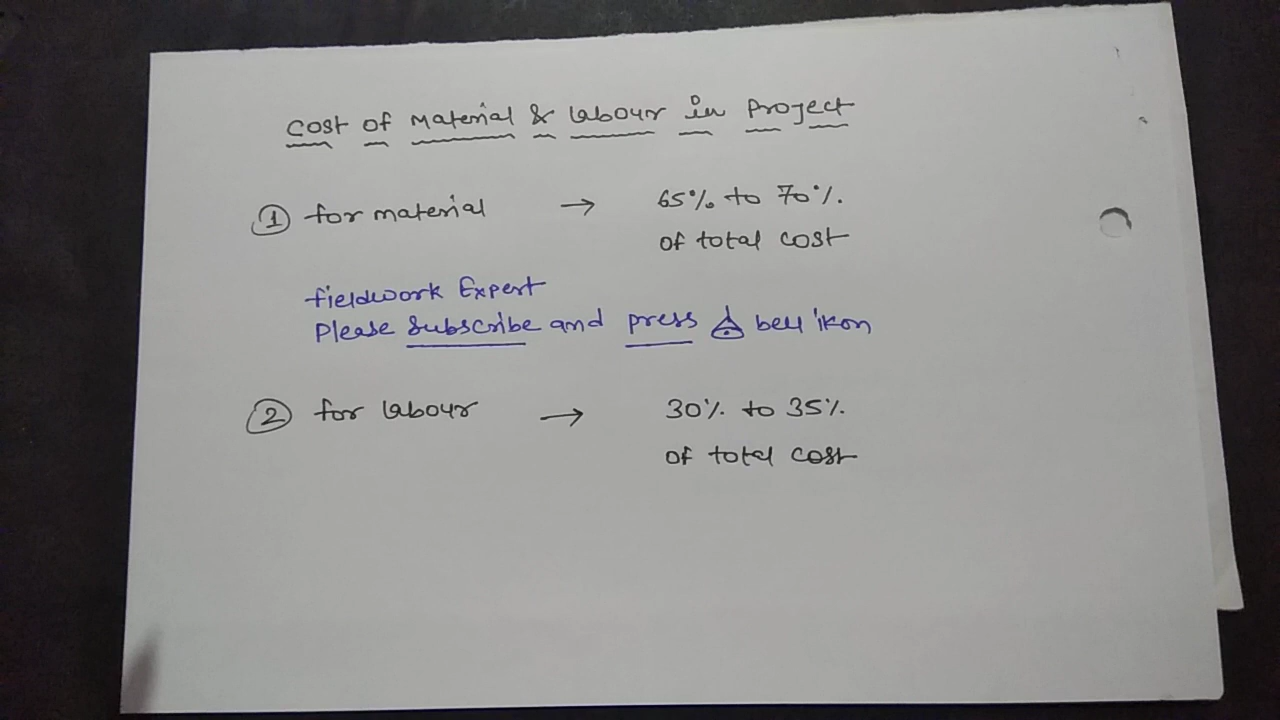 Cost of Material & Labour in Project
① for material → 65% to 70%.
of total cost
fieldwork Expert
Please Subscribe and press bell ikon
② for labour → 30%. to 35%.
of total cost